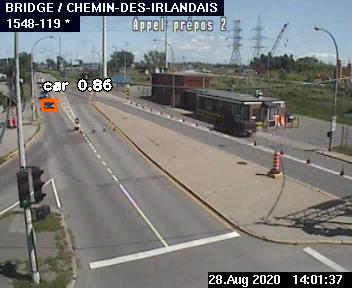 BRIDGE / CHEMIN-DES-IRLANDAIS
1548-119 *
Appel prépos 2
car 0.86
28.Aug 2020 14:01:37